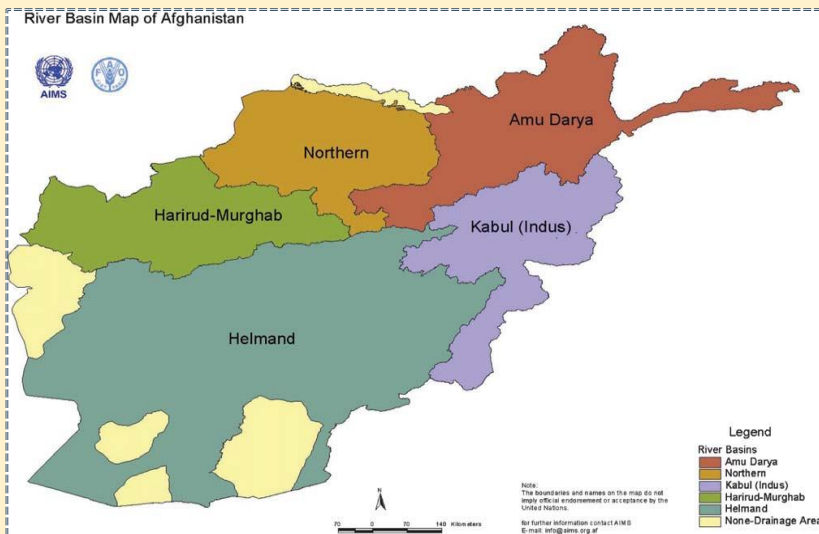 River Basin Map of Afghanistan
AIMS
Amu Darya
Northern
Harirud-Murghab
Kabul (Indus)
Helmand
Legend
River Basins
Amu Darya
Northern
Kabul (Indus)
Harirud-Murghab
Helmand
None-Drainage Area
Note:
The boundaries and names on the map do not
imply official endorsement or acceptance by the
United Nations.
for further information contact AIMS
E-mail: info@aims.org.af
N
70 0 70 140 Kilometers